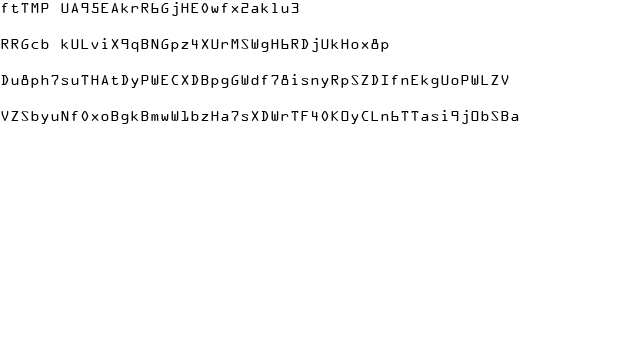 ftTMP UA95EAkrR6GjHE0wfx2aklu3
RRGcb kULviX9qBNGpz4XUrMSWgH6RDjUkHox8p
Du8ph7suTHAtDyPWECXDBpgGWdf78isnyRpSZDIfnEkgUoPWLZV
VZSbyuNf0xoBgkBmwW1bzHa7sXDWrTF40KOyCLn6TTasi9jObSBa